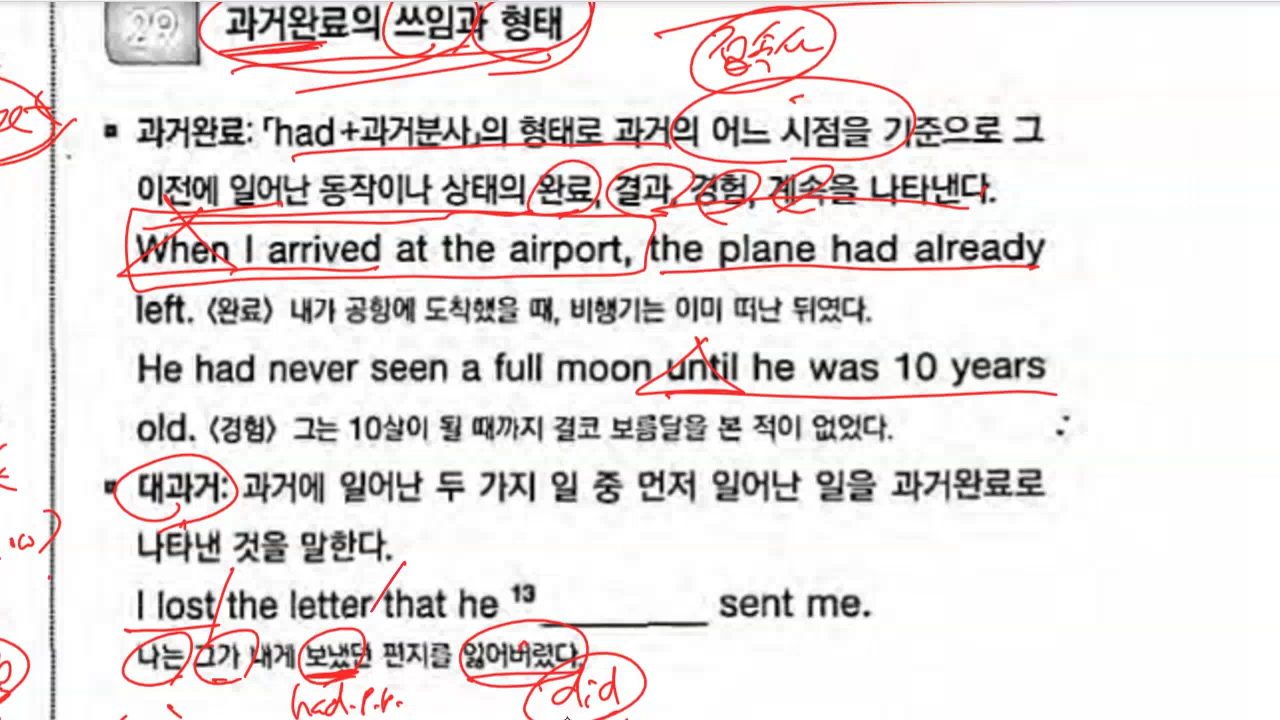 29 과거완료의 쓰임과 형태
접속사
▪ 과거완료: 「had+과거분사」의 형태로 과거의 어느 시점을 기준으로 그
이전에 일어난 동작이나 상태의 완료, 결과, 경험, 계속을 나타낸다.
When I arrived at the airport, the plane had already
left. 〈완료〉 내가 공항에 도착했을 때, 비행기는 이미 떠난 뒤였다.
He had never seen a full moon until he was 10 years
old. 〈경험〉 그는 10살이 될 때까지 결코 보름달을 본 적이 없었다.
▪ 대과거: 과거에 일어난 두 가지 일 중 먼저 일어난 일을 과거완료로
나타낸 것을 말한다.
I lost the letter that he 13 ________ sent me.
나는 그가 내게 보냈던 편지를 잃어버렸다.
had.p.p. did